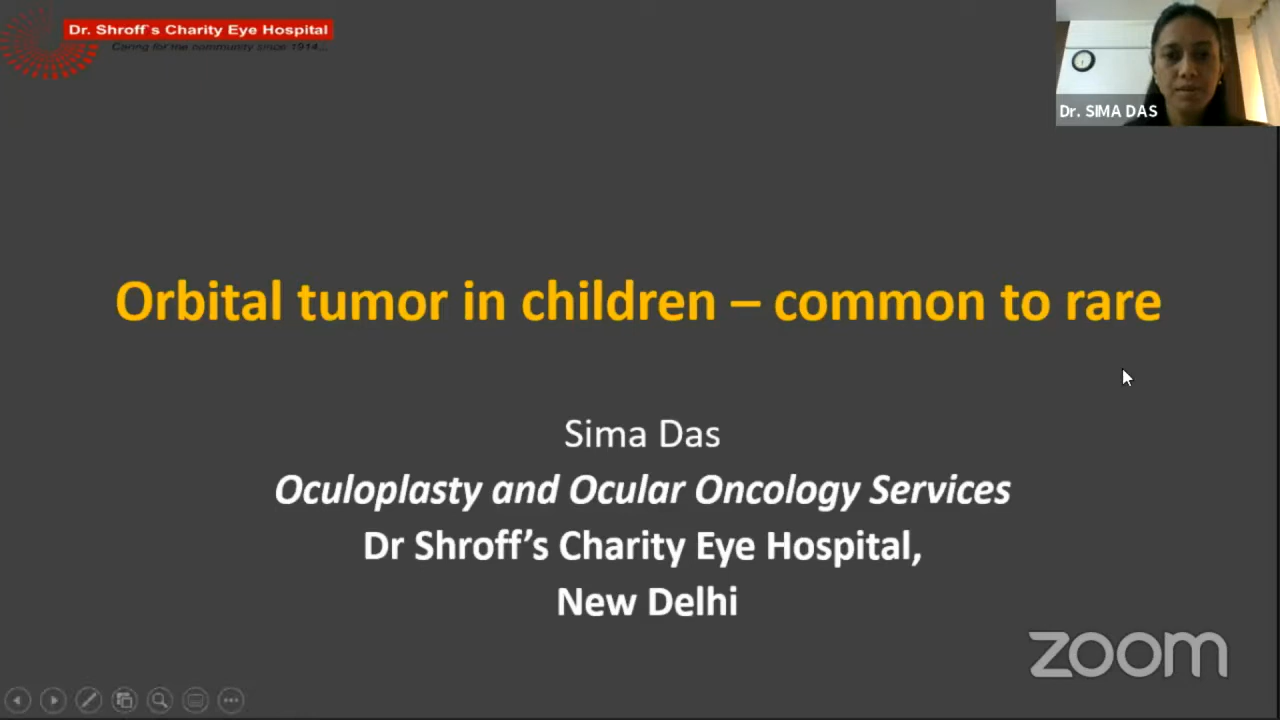 Dr. Shroff`s Charity Eye Hospital
Caring for the community since 1914...
Dr. SIMA DAS
Orbital tumor in children – common to rare
Sima Das
Oculoplasty and Ocular Oncology Services
Dr Shroff’s Charity Eye Hospital,
New Delhi
zoom